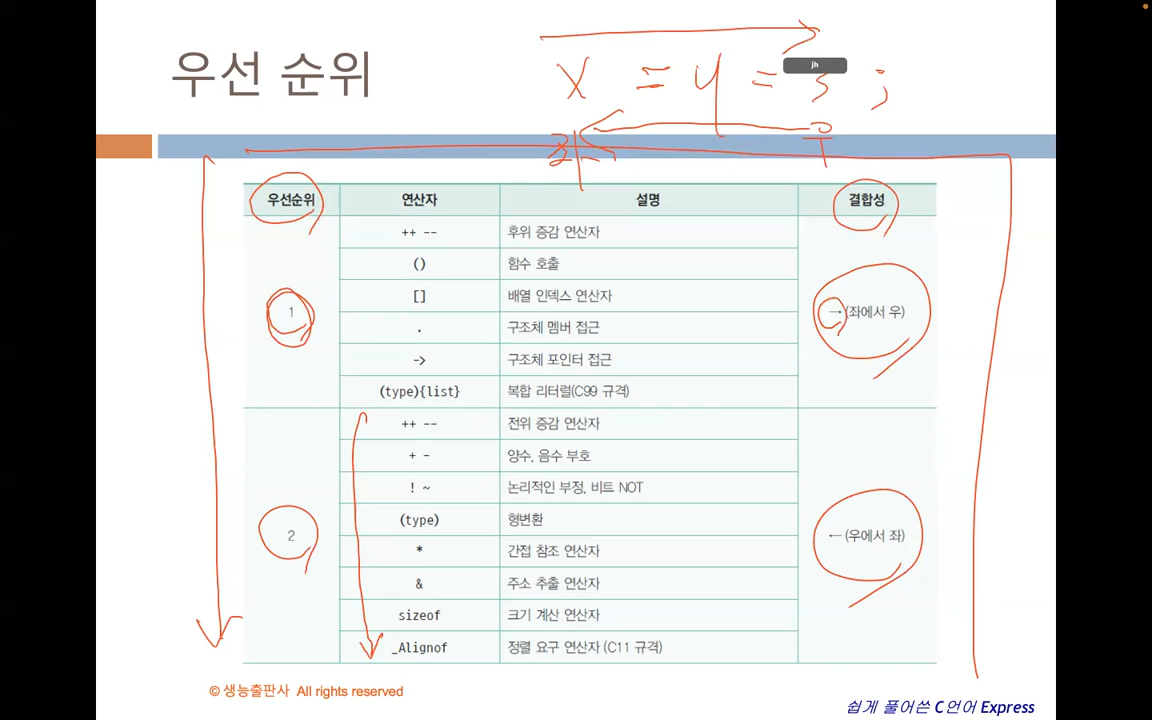 우선 순위
x = y = 3 ;
jh
우선순위 연산자 설명 결합성
++ -- 후위 증감 연산자
() 함수 호출
[] 배열 인덱스 연산자
1 . 구조체 멤버 접근 → (좌에서 우)
-> 구조체 포인터 접근
(type){list} 복합 리터럴(C99 규격)
++ -- 전위 증감 연산자
+ - 양수, 음수 부호
! ~ 논리적인 부정, 비트 NOT
(type) 형변환
2 * 간접 참조 연산자 ← (우에서 좌)
& 주소 추출 연산자
sizeof 크기 계산 연산자
_Alignof 정렬 요구 연산자 (C11 규격)
© 생능출판사 All rights reserved
쉽게 풀어쓴 C언어 Express